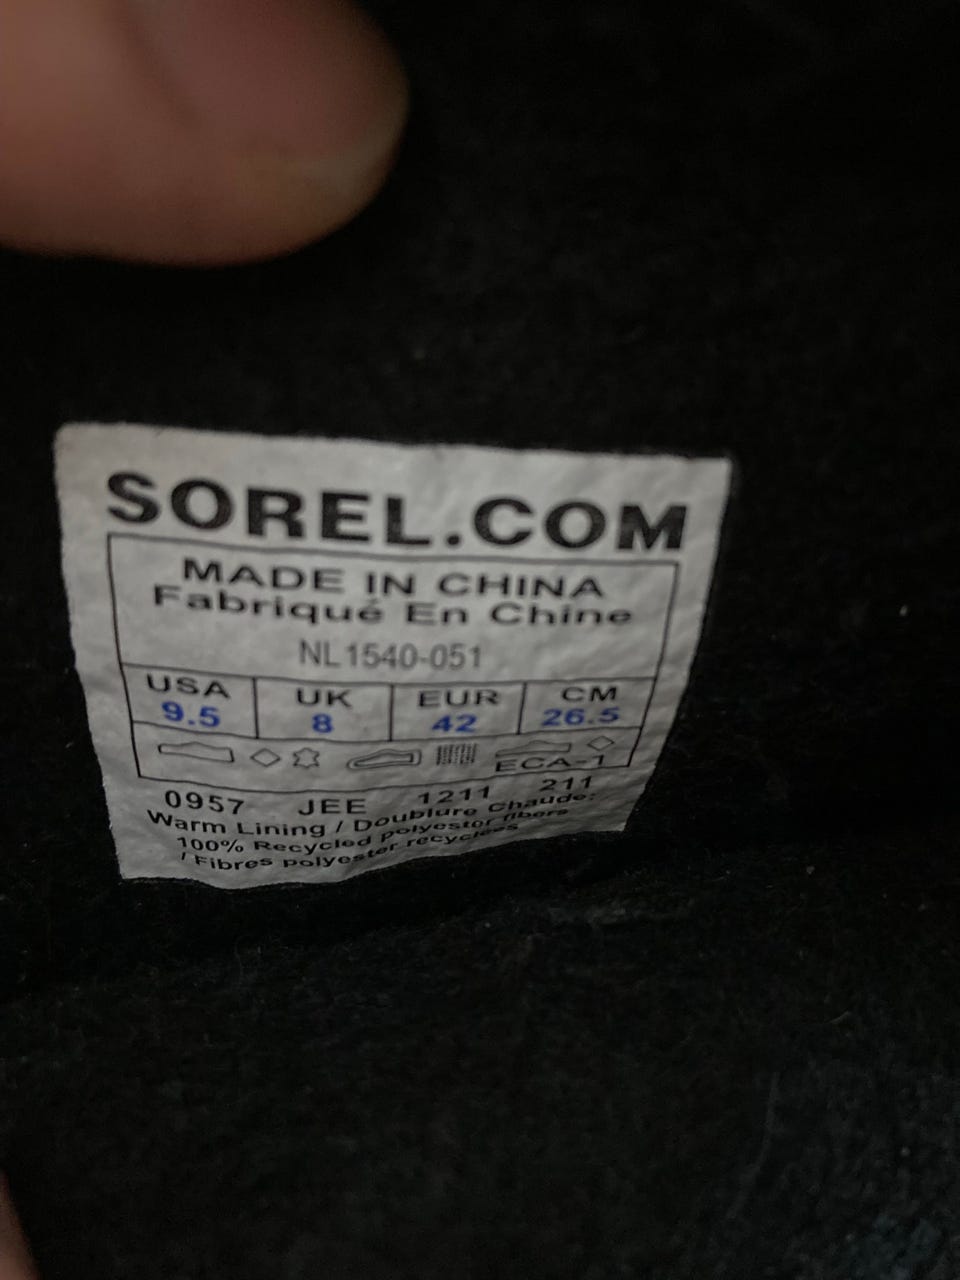 SOREL.COM
MADE IN CHINA
Fabriqué En Chine
NL1540-051
USA UK EUR CM
9.5 8 42 26.5
ECA-1
0957 JEE 1211 211
Warm Lining / Doublure Chaude:
100% Recycled polyester fibers
/ Fibres polyester recyclées